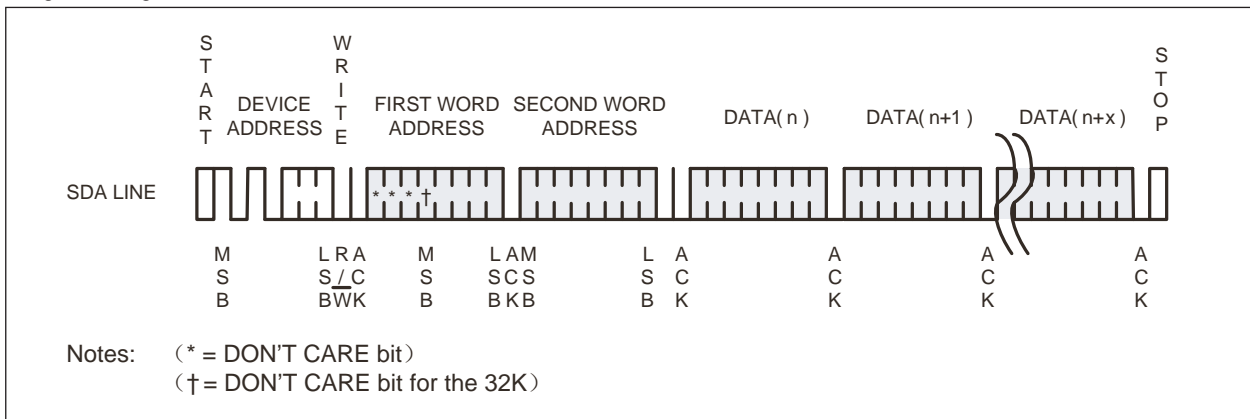 START
WRITE
STOP
DEVICE ADDRESS
FIRST WORD ADDRESS
SECOND WORD ADDRESS
DATA( n )
DATA( n+1 )
DATA( n+x )
SDA LINE
* * * †
MSB
LSB
R/W
ACK
MSB
LSB
ACK
MSB
LSB
ACK
ACK
ACK
ACK
Notes: （* = DON'T CARE bit）
（† = DON'T CARE bit for the 32K）